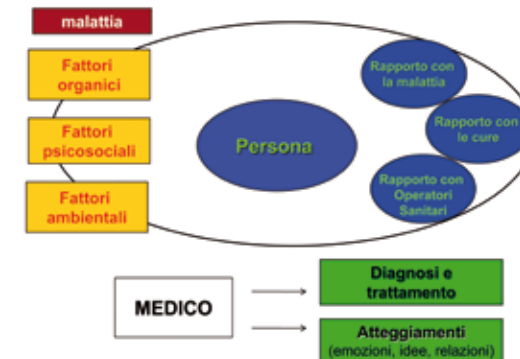 malattia
Fattori
organici
Fattori
psicosociali
Fattori
ambientali
Persona
Rapporto con
la malattia
Rapporto con
le cure
Rapporto con
Operatori
Sanitari
MEDICO
Diagnosi e
trattamento
Atteggiamenti
(emozioni, idee, relazioni)